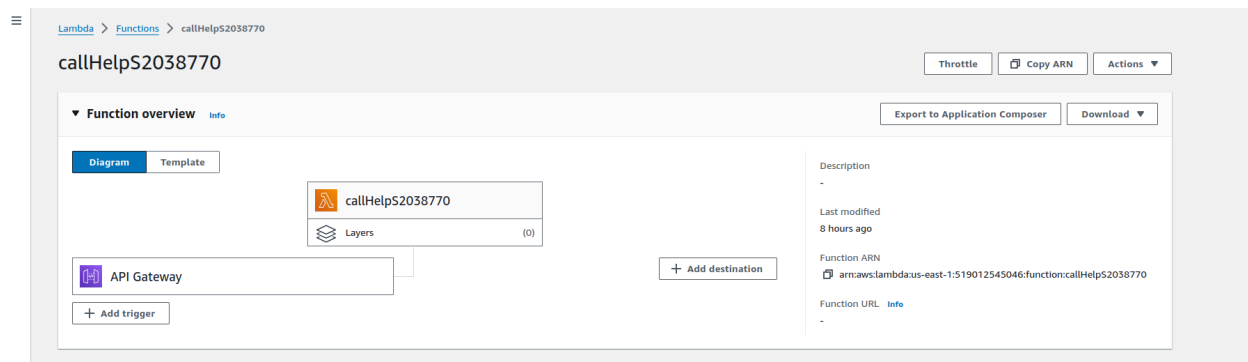 Lambda > Functions > callHelpS2038770
callHelpS2038770
Throttle Copy ARN Actions ▼
▼ Function overview Info
Export to Application Composer Download ▼
Diagram Template
callHelpS2038770
Layers (0)
API Gateway
+ Add trigger
+ Add destination
Description
-
Last modified
8 hours ago
Function ARN
arn:aws:lambda:us-east-1:519012545046:function:callHelpS2038770
Function URL Info
-